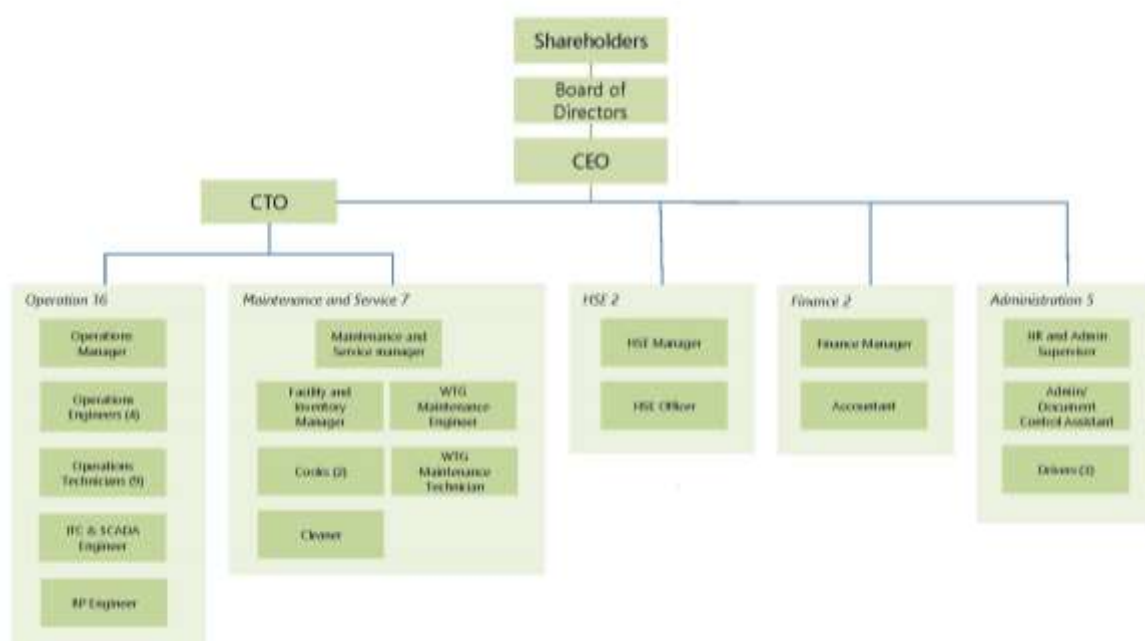 Shareholders
Board of
Directors
CEO
CTO
Operation 16
Operations
Manager
Operations
Engineers (4)
Operations
Technicians (9)
Engineer
Engineer
Maintenance and Service 7
Maintenance and
Service manager
Facility and
Inventory
Manager
WTG
Maintenance
Engineer
Cooks (2)
WTG
Maintenance
Technician
Cleaner
HSE 2
HSE Manager
HSE Officer
Finance 2
Finance Manager
Accountant
Administration 5
HR and Admin
Supervisor
Admin/
Document
Control Assistant
Drivers (3)